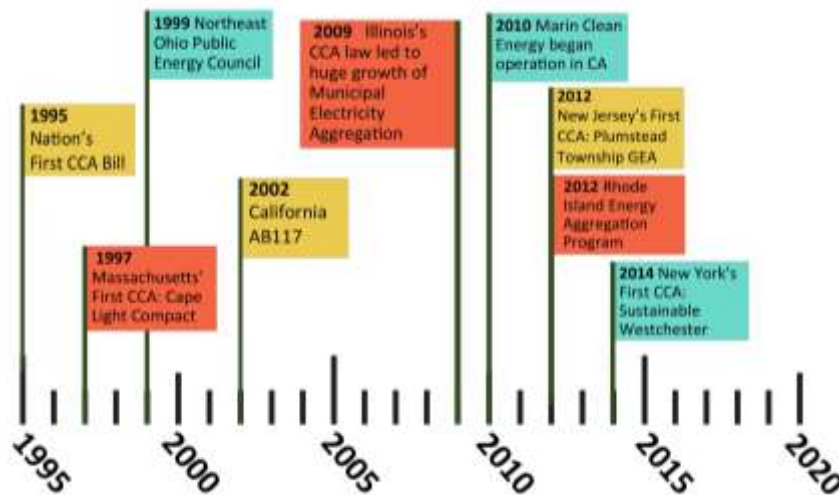 1999 Northeast
Ohio Public
Energy Council
2009 Illinois's
CCA law led to
huge growth of
Municipal
Electricity
Aggregation
2010 Marin Clean
Energy began
operation in CA
1995
Nation's
First CCA Bill
2012
New Jersey's First
CCA: Plumstead
Township GEA
2002
California
AB117
2012 Rhode
Island Energy
Aggregation
Program
1997
Massachusetts'
First CCA: Cape
Light Compact
2014 New York's
First CCA:
Sustainable
Westchester
1995
2000
2005
2010
2015
2020